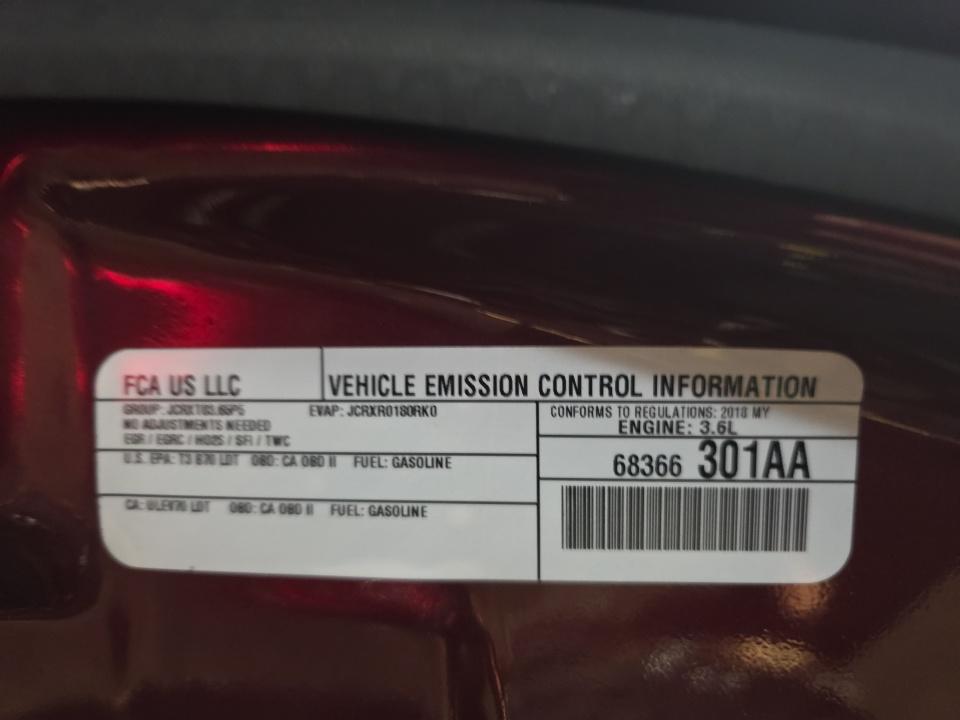 FCA US LLC
VEHICLE EMISSION CONTROL INFORMATION
GROUP: JCRXT03.65P5 EVAP: JCRXR0180RK0
NO ADJUSTMENTS NEEDED
EGR / EGRC / HO2S / SFI / TWC
U.S. EPA: T3 B70 LDT OBD: CA OBD II FUEL: GASOLINE
CA: ULEV70 LDT OBD: CA OBD II FUEL: GASOLINE
CONFORMS TO REGULATIONS: 2018 MY
ENGINE: 3.6L
68366 301AA